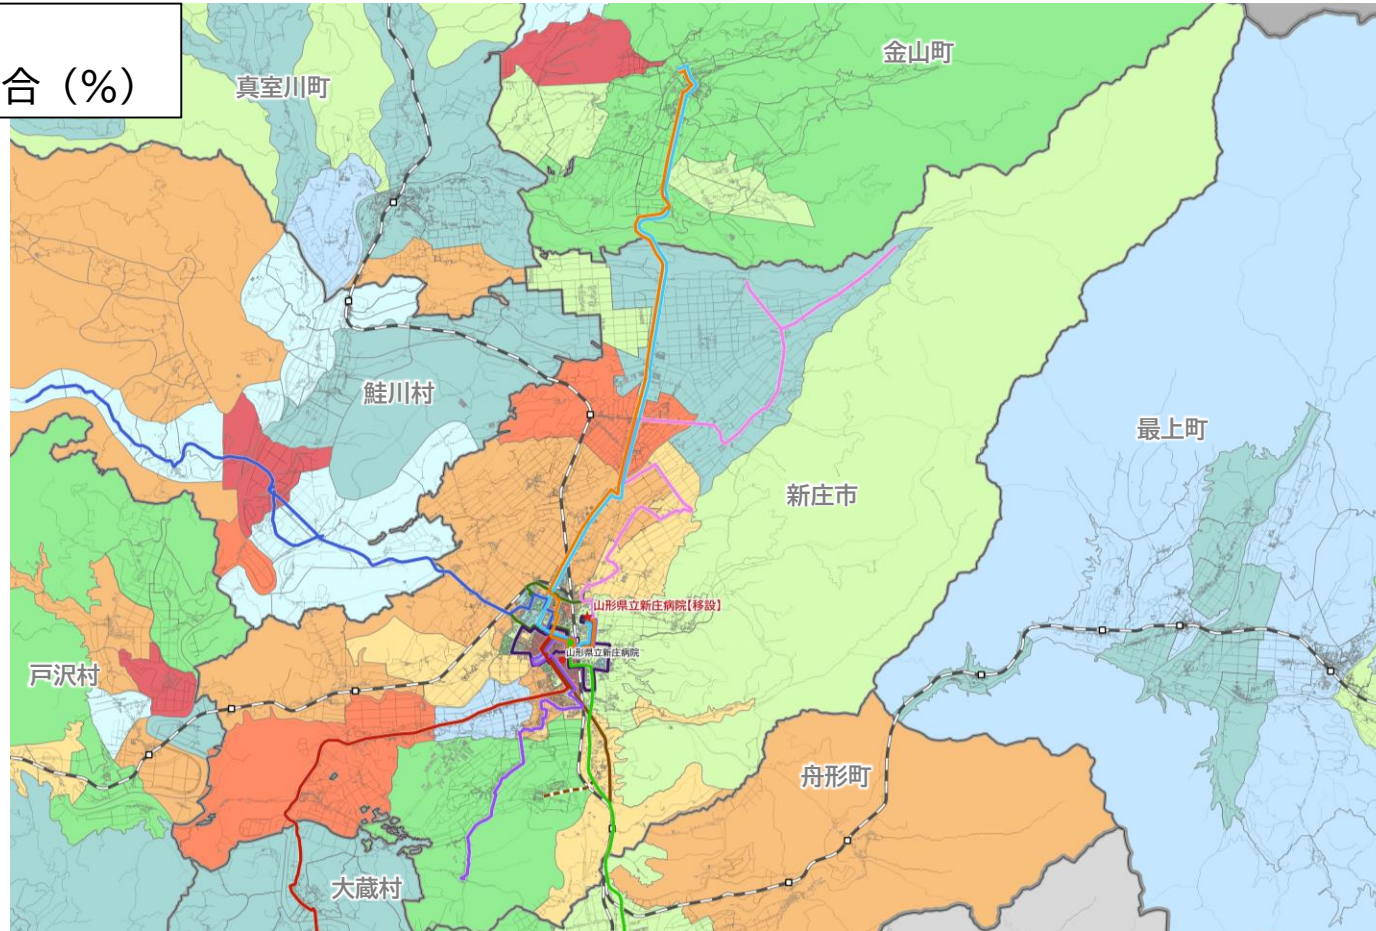 合（%）
金山町
真室川町
鮭川村
最上町
新庄市
山形県立新庄病院【移設】
山形県立新庄病院
戸沢村
舟形町
大蔵村